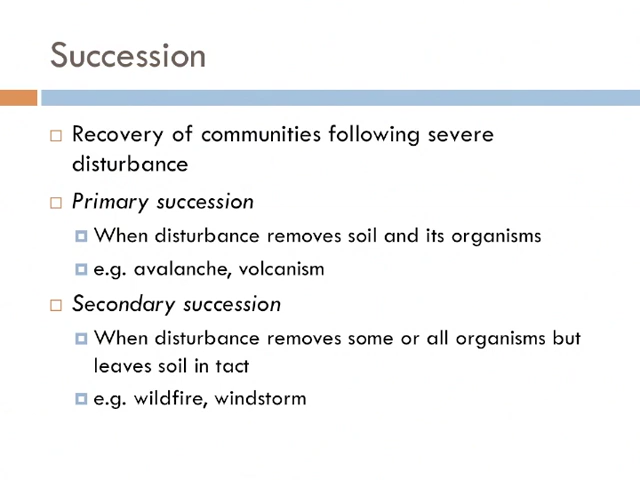 Succession
Recovery of communities following severe
disturbance
Primary succession
When disturbance removes soil and its organisms
e.g. avalanche, volcanism
Secondary succession
When disturbance removes some or all organisms but
leaves soil in tact
e.g. wildfire, windstorm